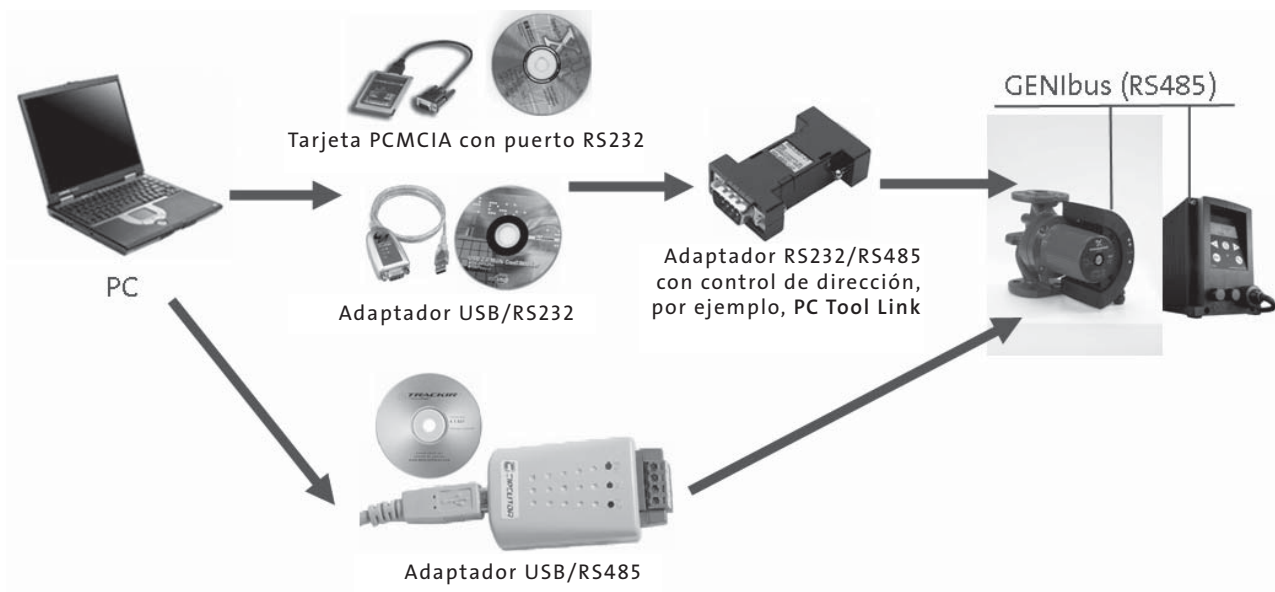 Tarjeta PCMCIA con puerto RS232
GENIbus (RS485)
PC
Adaptador USB/RS232
Adaptador RS232/RS485
con control de dirección,
por ejemplo, PC Tool Link
TRACKIR
Adaptador USB/RS485